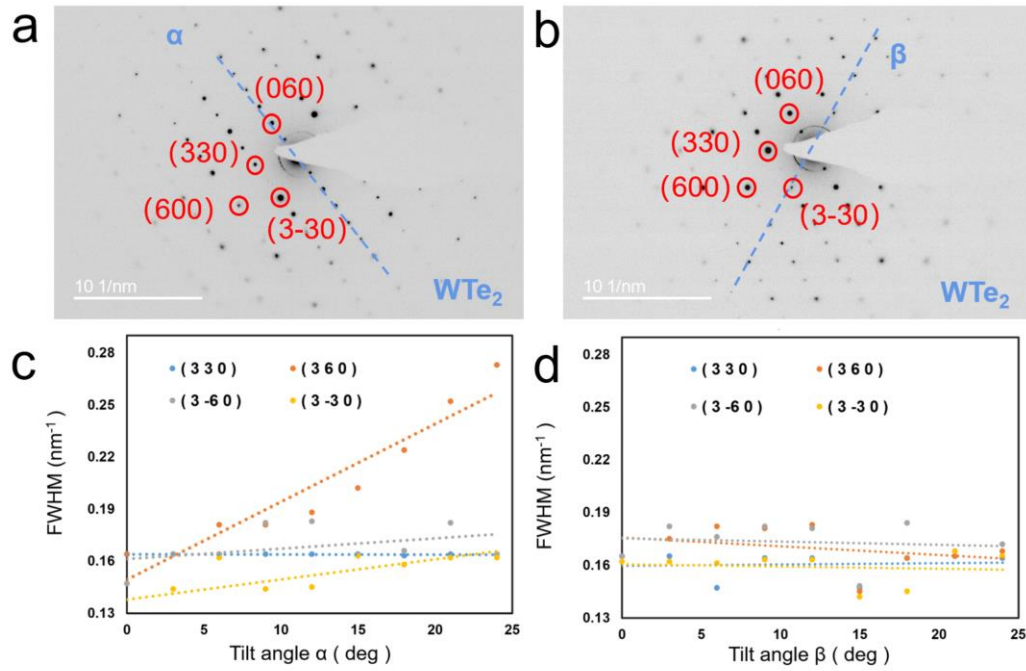 a
α
(060)
(330)
(600)
(3-30)
10 1/nm
WTe2
b
β
(060)
(330)
(600)
(3-30)
10 1/nm
WTe2
c
0.28
0.25
0.22
0.19
0.16
0.13
FWHM (nm-1 )
( 3 3 0 )
( 3 6 0 )
( 3 -6 0 )
( 3 -3 0 )
0
5
10
15
20
25
Tilt angle α ( deg )
d
0.28
0.25
0.22
0.19
0.16
0.13
FWHM (nm-1 )
( 3 3 0 )
( 3 6 0 )
( 3 -6 0 )
( 3 -3 0 )
0
5
10
15
20
25
Tilt angle β ( deg )